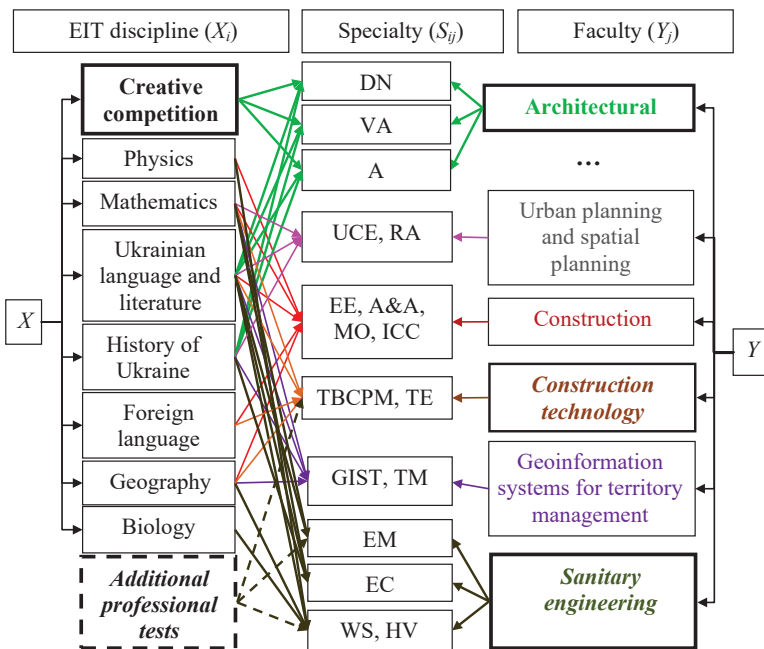 EIT discipline (Xi)
Specialty (Sij)
Faculty (Yj)
Creative
competition
Physics
Mathematics
Ukrainian
language and
literature
History of
Ukraine
Foreign
language
Geography
Biology
Additional
professional
tests
X
DN
VA
A
UCE, RA
EE, A&A,
MO, ICC
TBCPM, TE
GIST, TM
EM
EC
WS, HV
Architectural
...
Urban planning
and spatial
planning
Construction
Construction
technology
Geoinformation
systems for territory
management
Sanitary
engineering
Y